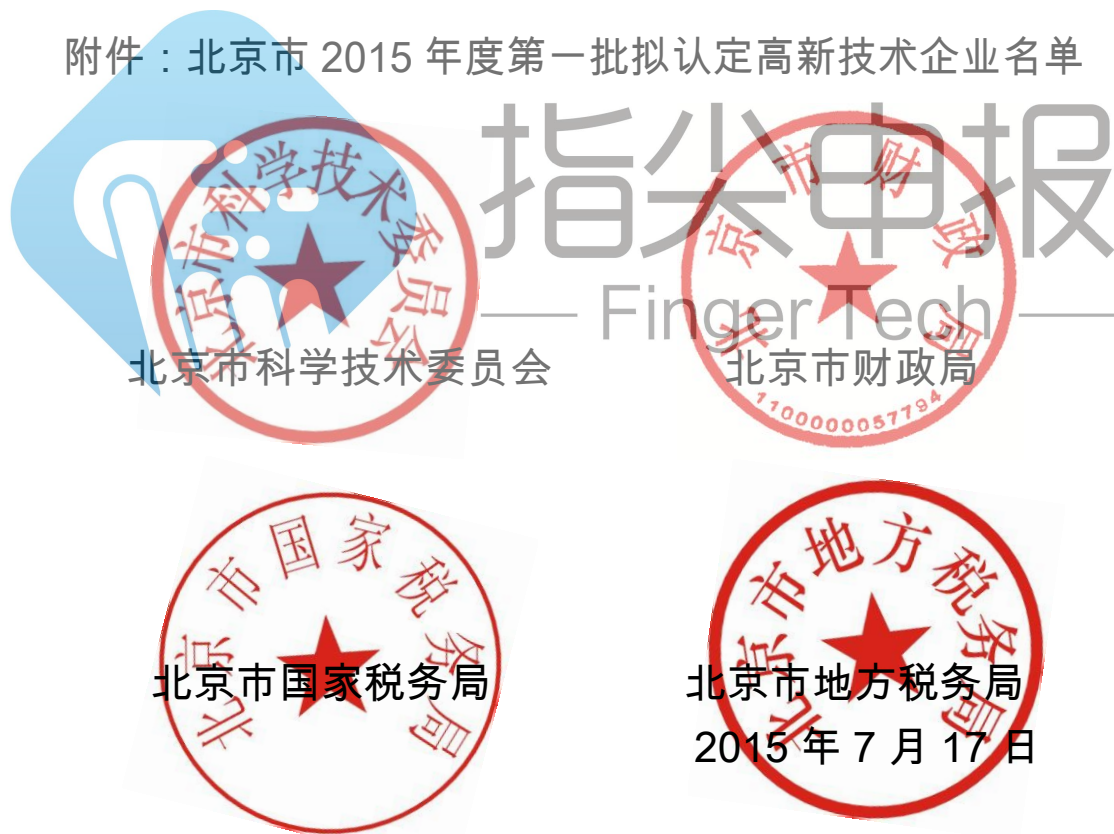 附件：北京市 2015 年度第一批拟认定高新技术企业名单
指尖申报
Finger Tech
北京市科学技术委员会
北京市科学技术委员会
北京市财政局
1100000057794
北京市财政局
北京市国家税务局
北京市国家税务局
北京市地方税务局
北京市地方税务局
2015 年 7 月 17 日